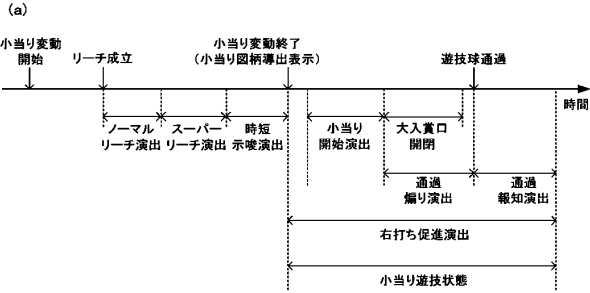 (a)
小当り変動
開始
リーチ成立
小当り変動終了
(小当り図柄導出表示)
遊技球通過
時間
ノーマル
リーチ演出
スーパー
リーチ演出
時短
示唆演出
小当り
開始演出
大入賞口
開閉
通過
煽り演出
通過
報知演出
右打ち促進演出
小当り遊技状態